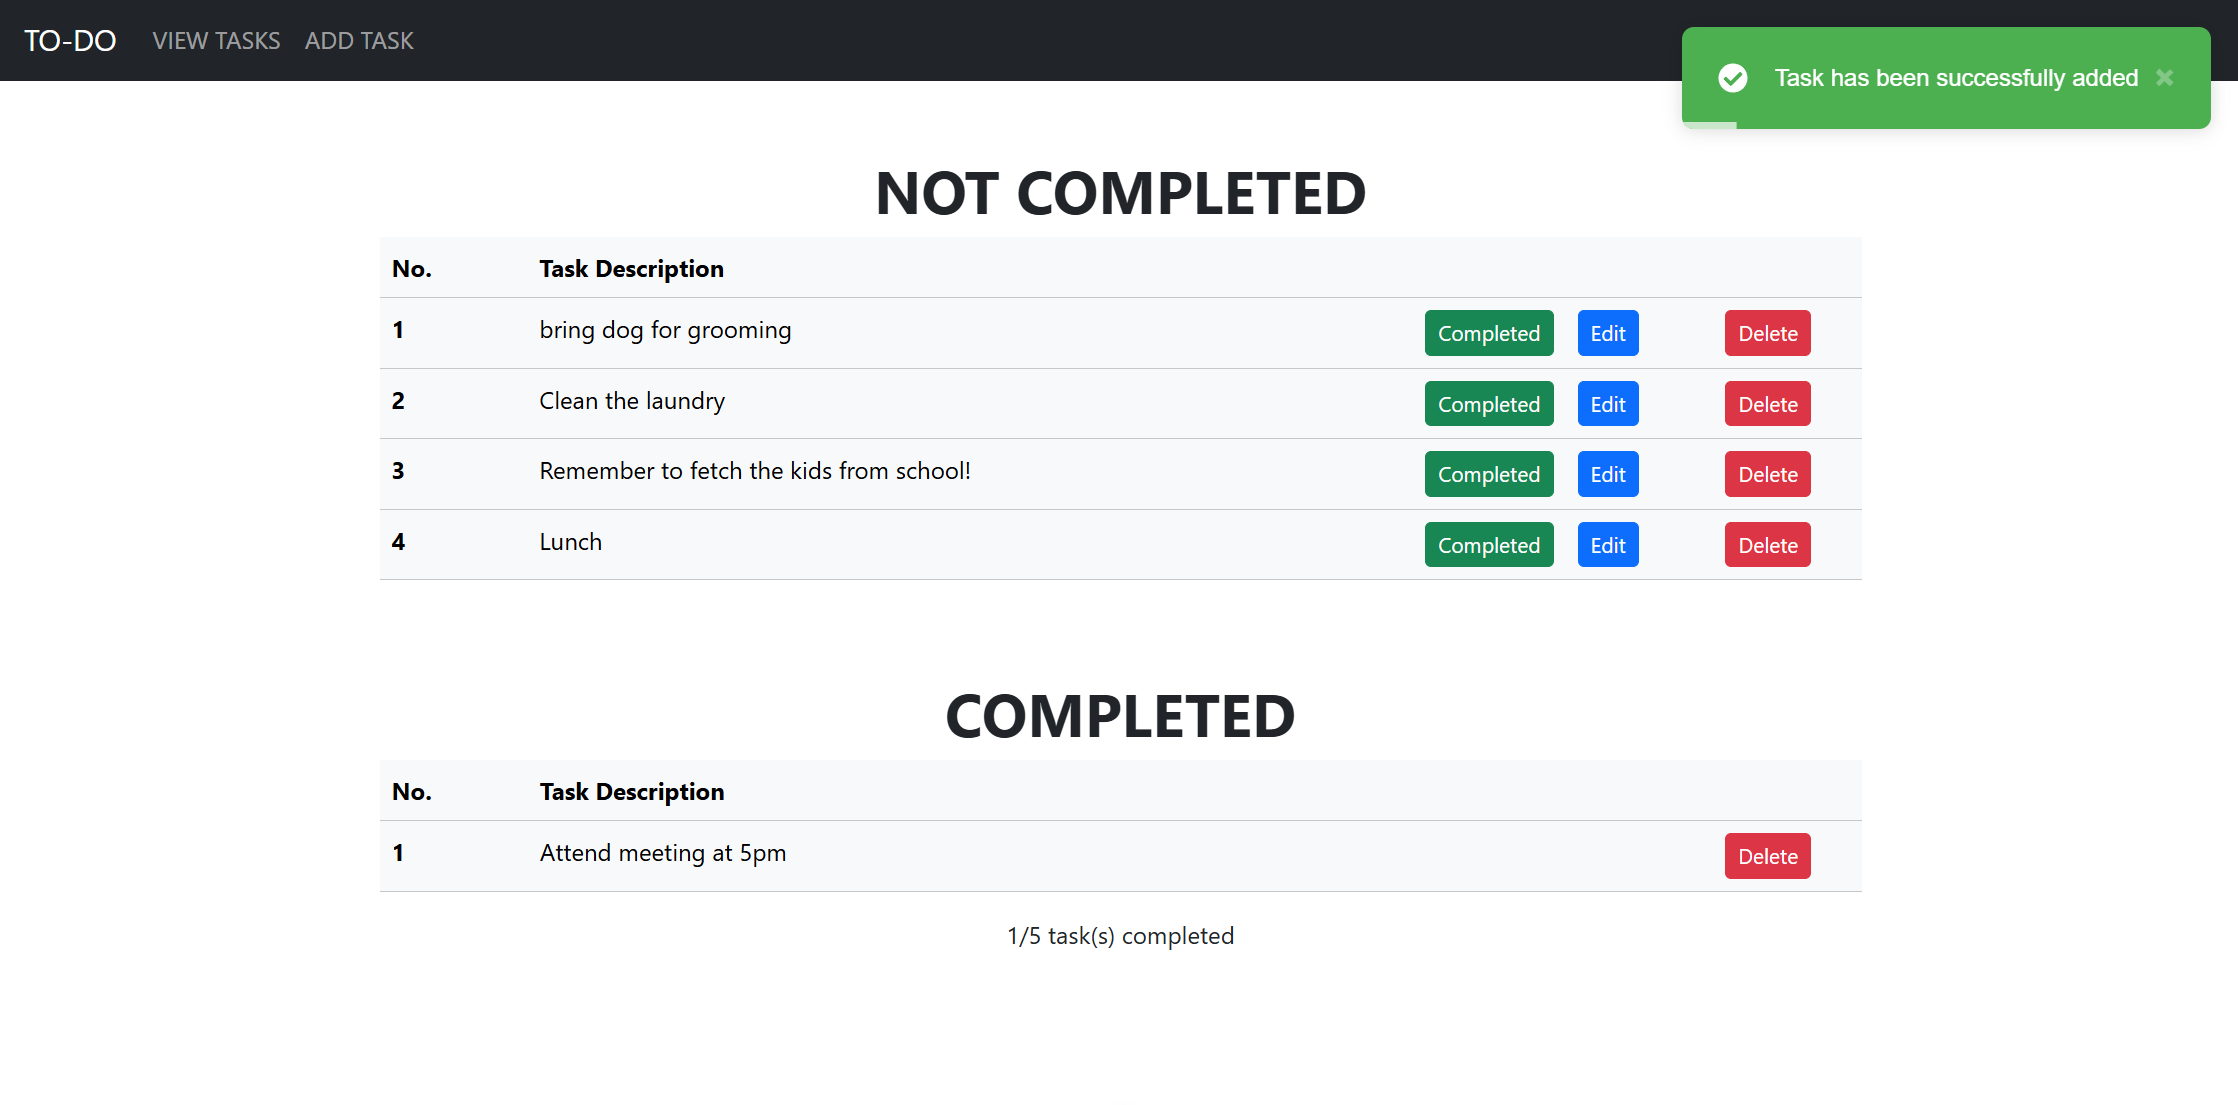 TO-DO VIEW TASKS ADD TASK
Task has been successfully added
NOT COMPLETED
No. Task Description
1 bring dog for grooming Completed Edit Delete
2 Clean the laundry Completed Edit Delete
3 Remember to fetch the kids from school! Completed Edit Delete
4 Lunch Completed Edit Delete
COMPLETED
No. Task Description
1 Attend meeting at 5pm Delete
1/5 task(s) completed